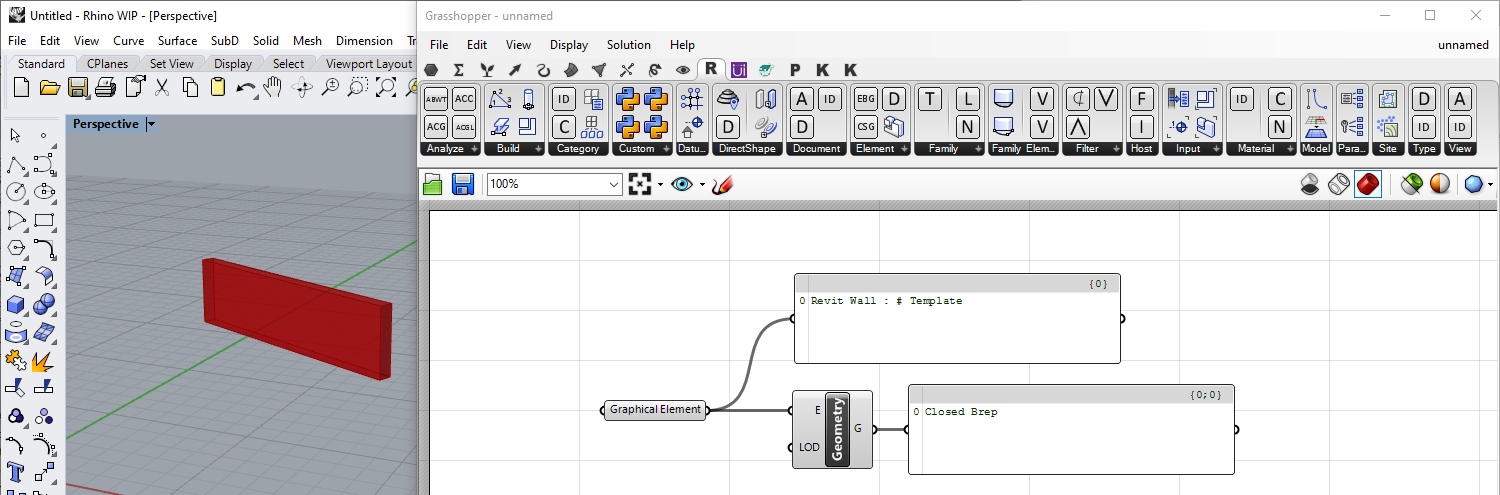 Untitled - Rhino WIP - [Perspective]
File Edit View Curve Surface SubD Solid Mesh Dimension Tr
Standard CPlanes Set View Display Select Viewport Layout
Perspective
Grasshopper - unnamed
File Edit View Display Solution Help unnamed
R Ui P K K
ABWT ACC ID A ID EBG D T L V F ID C D A
ACG ACGL C D D CSG N V I N ID ID
Analyze Build Category Custom Datu... DirectShape Document Element Family Family Elem... Filter Host Input Material Model Para... Site Type View
100%
{0}
0 Revit Wall : # Template
{0;0}
0 Closed Brep
Graphical Element
E
LOD
Geometry
G